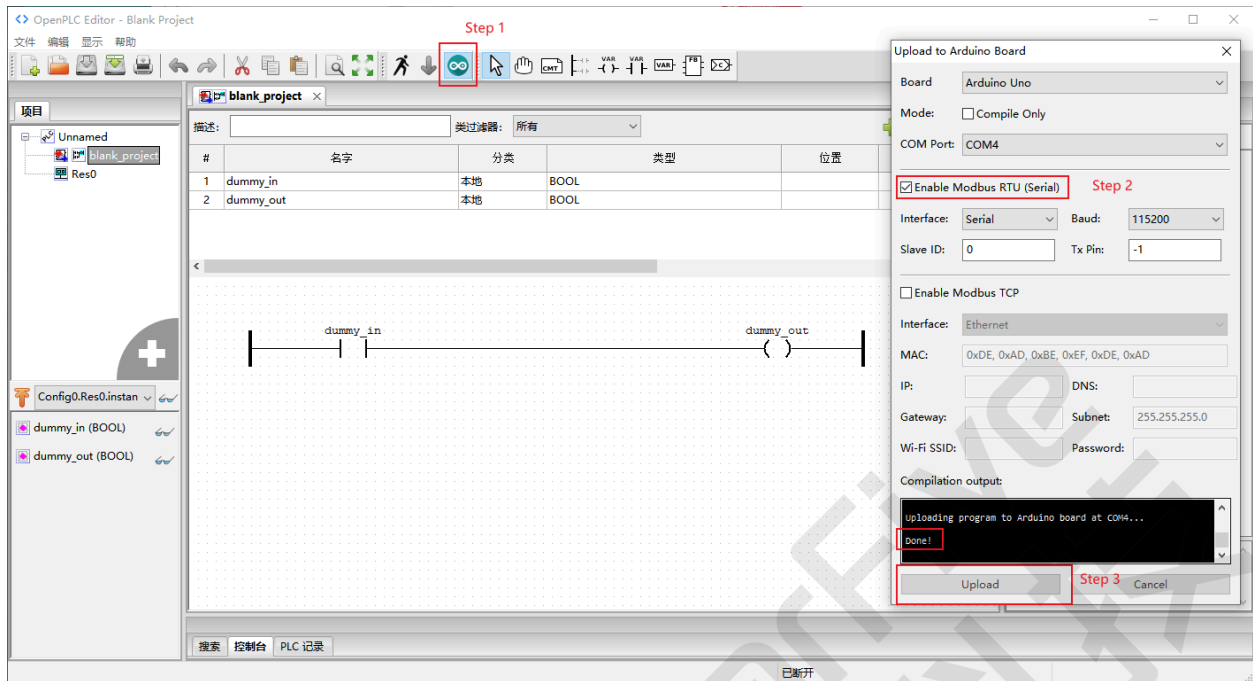 OpenPLC Editor - Blank Project
Step 1
文件 编辑 显示 帮助
CMT VAR VAR VAR FB
项目
Unnamed
blank_project
Res0
Config0.Res0.instan
dummy_in (BOOL)
dummy_out (BOOL)
blank_project
描述: 类过滤器: 所有
# 名字 分类 类型 位置
1 dummy_in 本地 BOOL
2 dummy_out 本地 BOOL
dummy_in dummy_out
搜索 控制台 PLC 记录
已断开
Upload to Arduino Board
Board Arduino Uno
Mode: Compile Only
COM Port: COM4
Enable Modbus RTU (Serial) Step 2
Interface: Serial Baud: 115200
Slave ID: 0 Tx Pin: -1
Enable Modbus TCP
Interface: Ethernet
MAC: 0xDE, 0xAD, 0xBE, 0xEF, 0xDE, 0xAD
IP: DNS:
Gateway: Subnet: 255.255.255.0
Wi-Fi SSID: Password:
Compilation output:
Uploading program to Arduino board at COM4...
Done!
Upload Step 3 Cancel